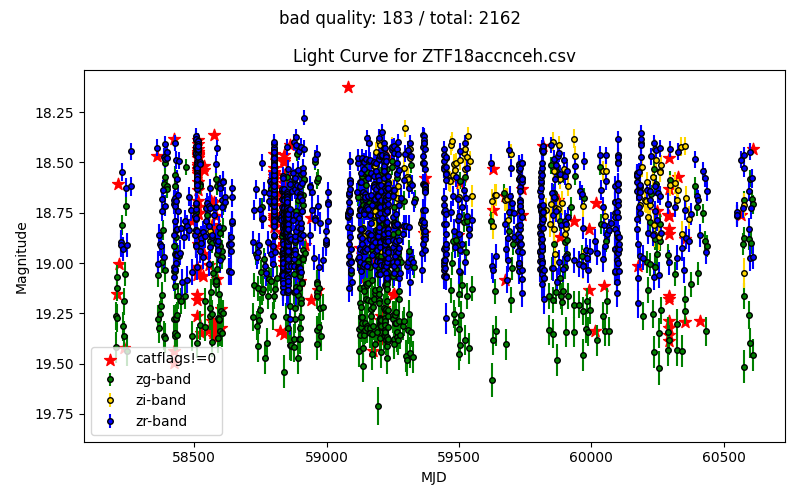 bad quality: 183 / total: 2162
Light Curve for ZTF18accnceh.csv
Magnitude
18.25
18.50
18.75
19.00
19.25
19.50
19.75
catflags!=0
zg-band
zi-band
zr-band
58500
59000
59500
60000
60500
MJD